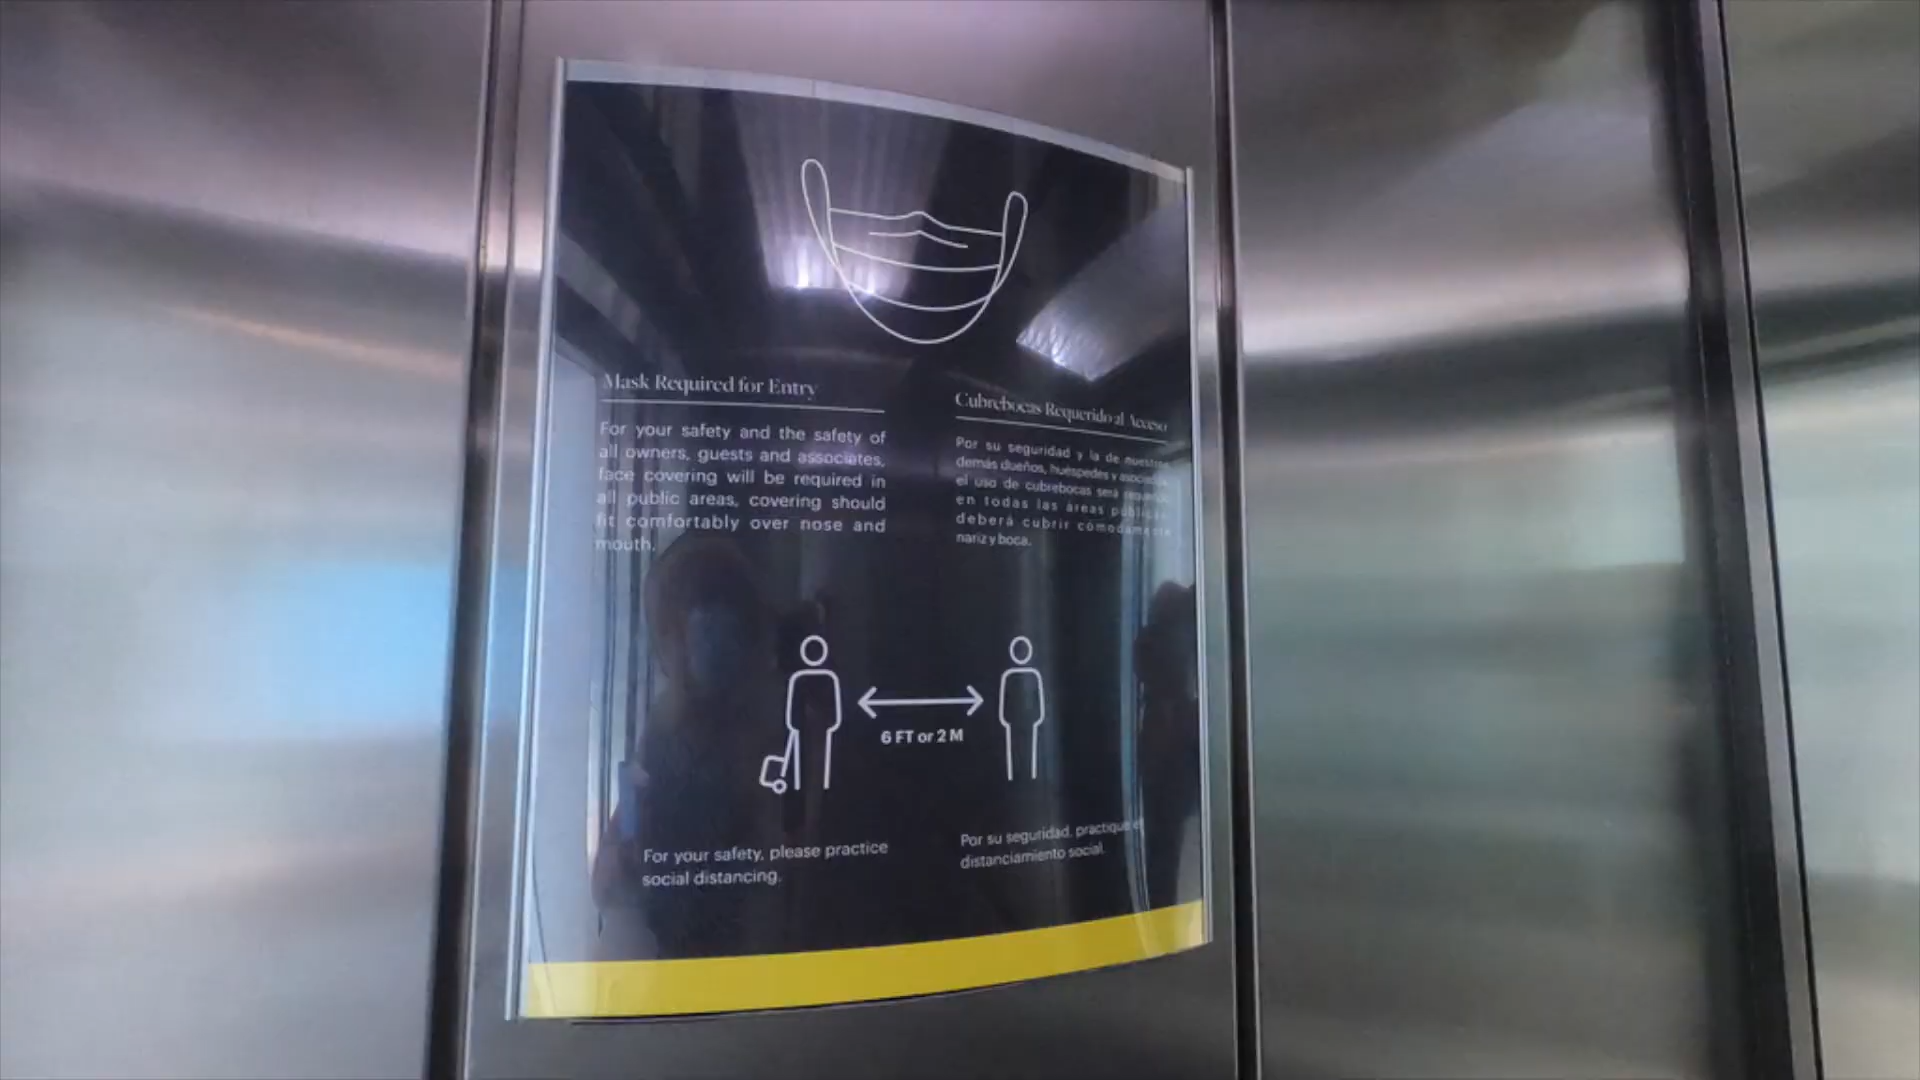 Mask Required for Entry
For your safety and the safety of
all owners, guests and associates,
face covering will be required in
all public areas, covering should
fit comfortably over nose and
mouth.
Cubrebocas Requerido al Acceso
Por su seguridad y la de nuestros
demás dueños, huéspedes y asociados,
el uso de cubrebocas será requerido
en todas las áreas públicas,
deberá cubrir cómodamente
nariz y boca.
6 FT or 2 M
For your safety, please practice
social distancing.
Por su seguridad, practique el
distanciamiento social.